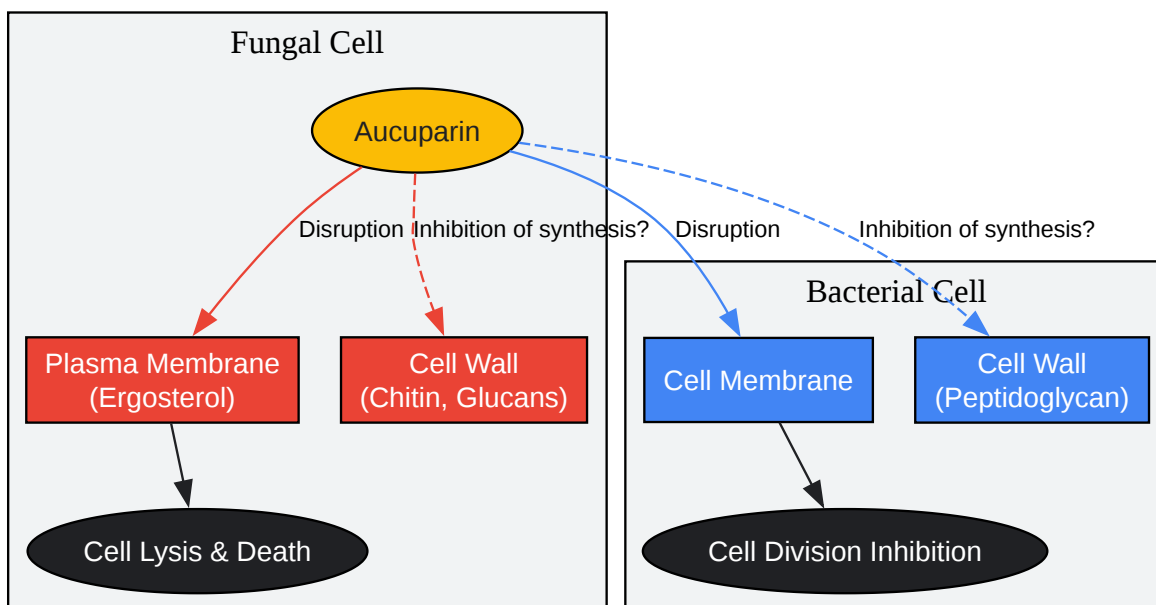 Fungal Cell
Aucuparin
Disruption
Inhibition of synthesis?
Disruption
Inhibition of synthesis?
Bacterial Cell
Plasma Membrane
(Ergosterol)
Cell Wall
(Chitin, Glucans)
Cell Membrane
Cell Wall
(Peptidoglycan)
Cell Lysis & Death
Cell Division Inhibition